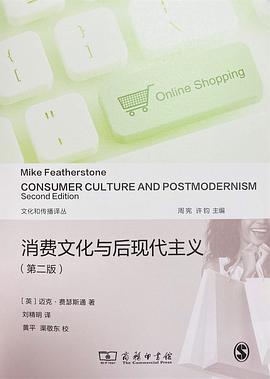 Online Shopping
Mike Featherstone
CONSUMER CULTURE AND POSTMODERNISM
Second Edition
文化和传播译丛
周宪 许钧 主编
消费文化与后现代主义
（第二版）
［英］迈克·费瑟斯通 著
刘精明 译
黄平 渠敬东 校
商务印书馆
The Commercial Press